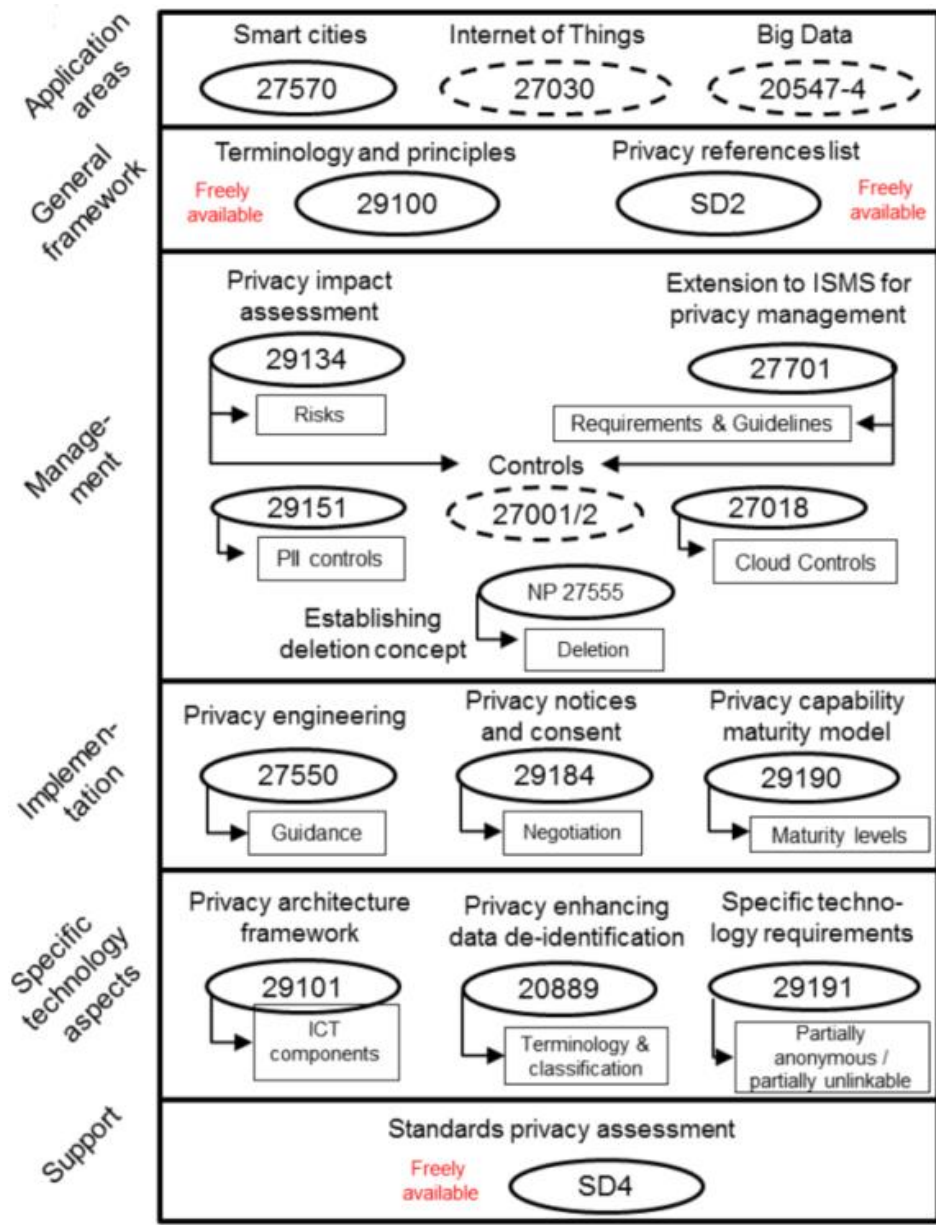 Application
areas
Smart cities
Internet of Things
Big Data
27570
27030
20547-4
General
framework
Terminology and principles
Privacy references list
Freely
available
29100
SD2
Freely
available
Manage-
ment
Privacy impact
assessment
Extension to ISMS for
privacy management
29134
27701
Risks
Requirements & Guidelines
Controls
29151
27001/2
27018
PII controls
Cloud Controls
NP 27555
Establishing
deletion concept
Deletion
Implemen-
tation
Privacy engineering
Privacy notices
and consent
Privacy capability
maturity model
27550
29184
29190
Guidance
Negotiation
Maturity levels
Specific
technology
aspects
Privacy architecture
framework
Privacy enhancing
data de-identification
Specific techno-
logy requirements
29101
20889
29191
ICT
components
Terminology &
classification
Partially
anonymous /
partially unlinkable
Support
Standards privacy assessment
Freely
available
SD4